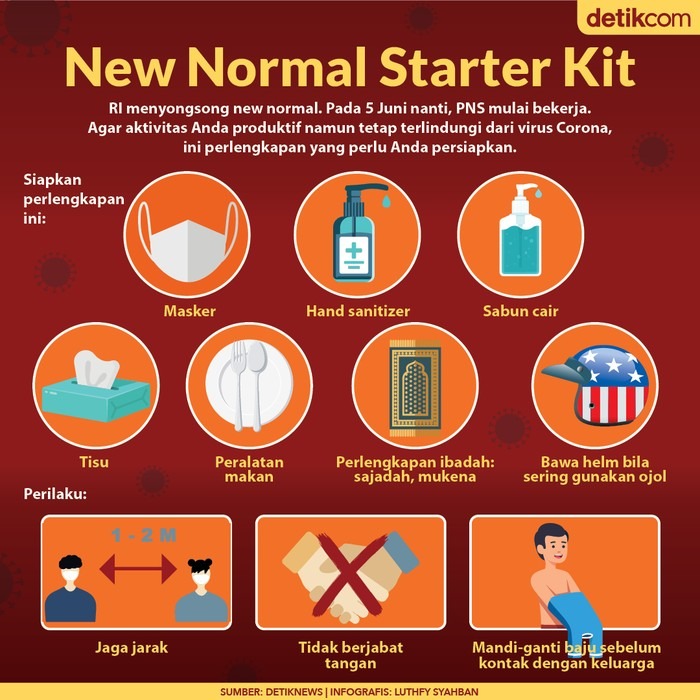 detikcom
New Normal Starter Kit
RI menyongsong new normal. Pada 5 Juni nanti, PNS mulai bekerja.
Agar aktivitas Anda produktif namun tetap terlindungi dari virus Corona,
ini perlengkapan yang perlu Anda persiapkan.
Siapkan
perlengkapan
ini:
Masker
Hand sanitizer
Sabun cair
Tisu
Peralatan
makan
Perlengkapan ibadah:
sajadah, mukena
Bawa helm bila
sering gunakan ojol
Perilaku:
1 - 2 M
Jaga jarak
Tidak berjabat
tangan
Mandi-ganti baju sebelum
kontak dengan keluarga
SUMBER: DETIKNEWS | INFOGRAFIS: LUTHFY SYAHBAN